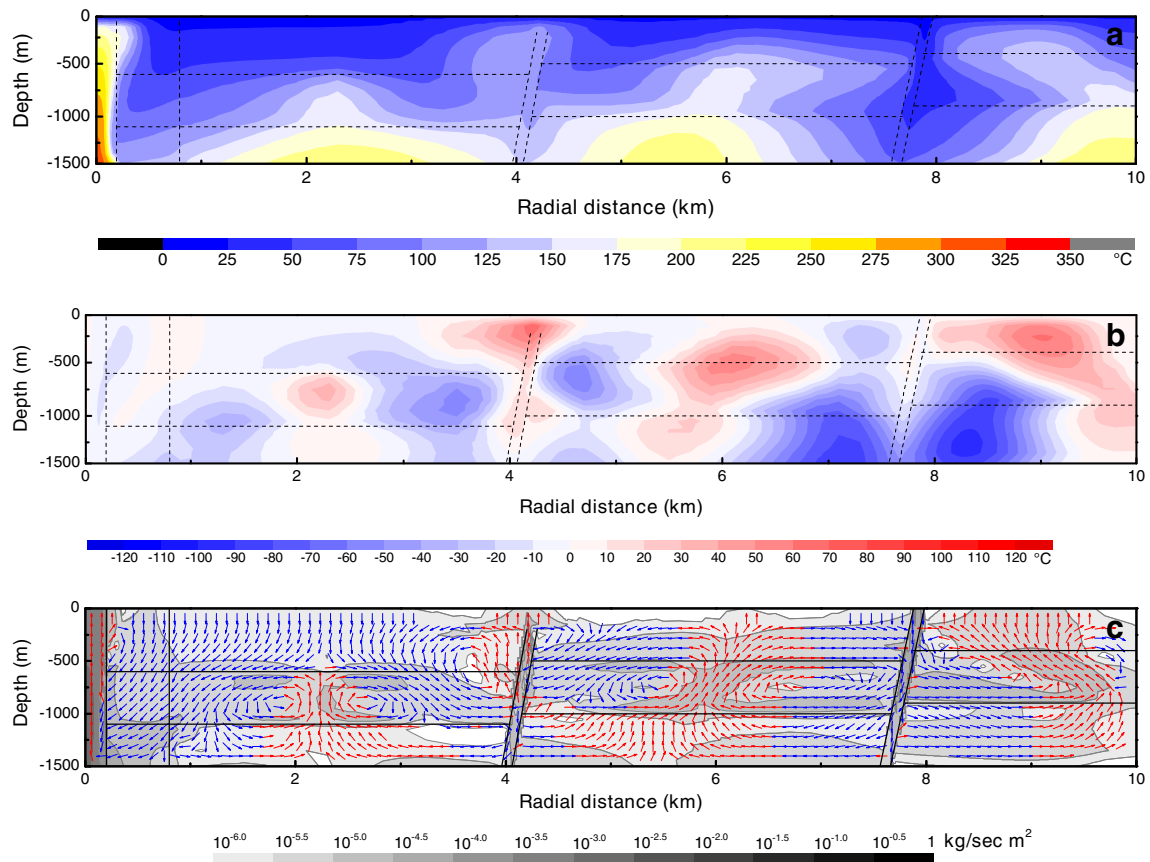 a
Depth (m)
0
-500
-1000
-1500
0 2 4 6 8 10
Radial distance (km)
0 25 50 75 100 125 150 175 200 225 250 275 300 325 350 °C
b
Depth (m)
0
-500
-1000
-1500
0 2 4 6 8 10
Radial distance (km)
-120 -110 -100 -90 -80 -70 -60 -50 -40 -30 -20 -10 0 10 20 30 40 50 60 70 80 90 100 110 120 °C
c
Depth (m)
0
-500
-1000
-1500
0 2 4 6 8 10
Radial distance (km)
10^-6.0 10^-5.5 10^-5.0 10^-4.5 10^-4.0 10^-3.5 10^-3.0 10^-2.5 10^-2.0 10^-1.5 10^-1.0 10^-0.5 1 kg/sec m²